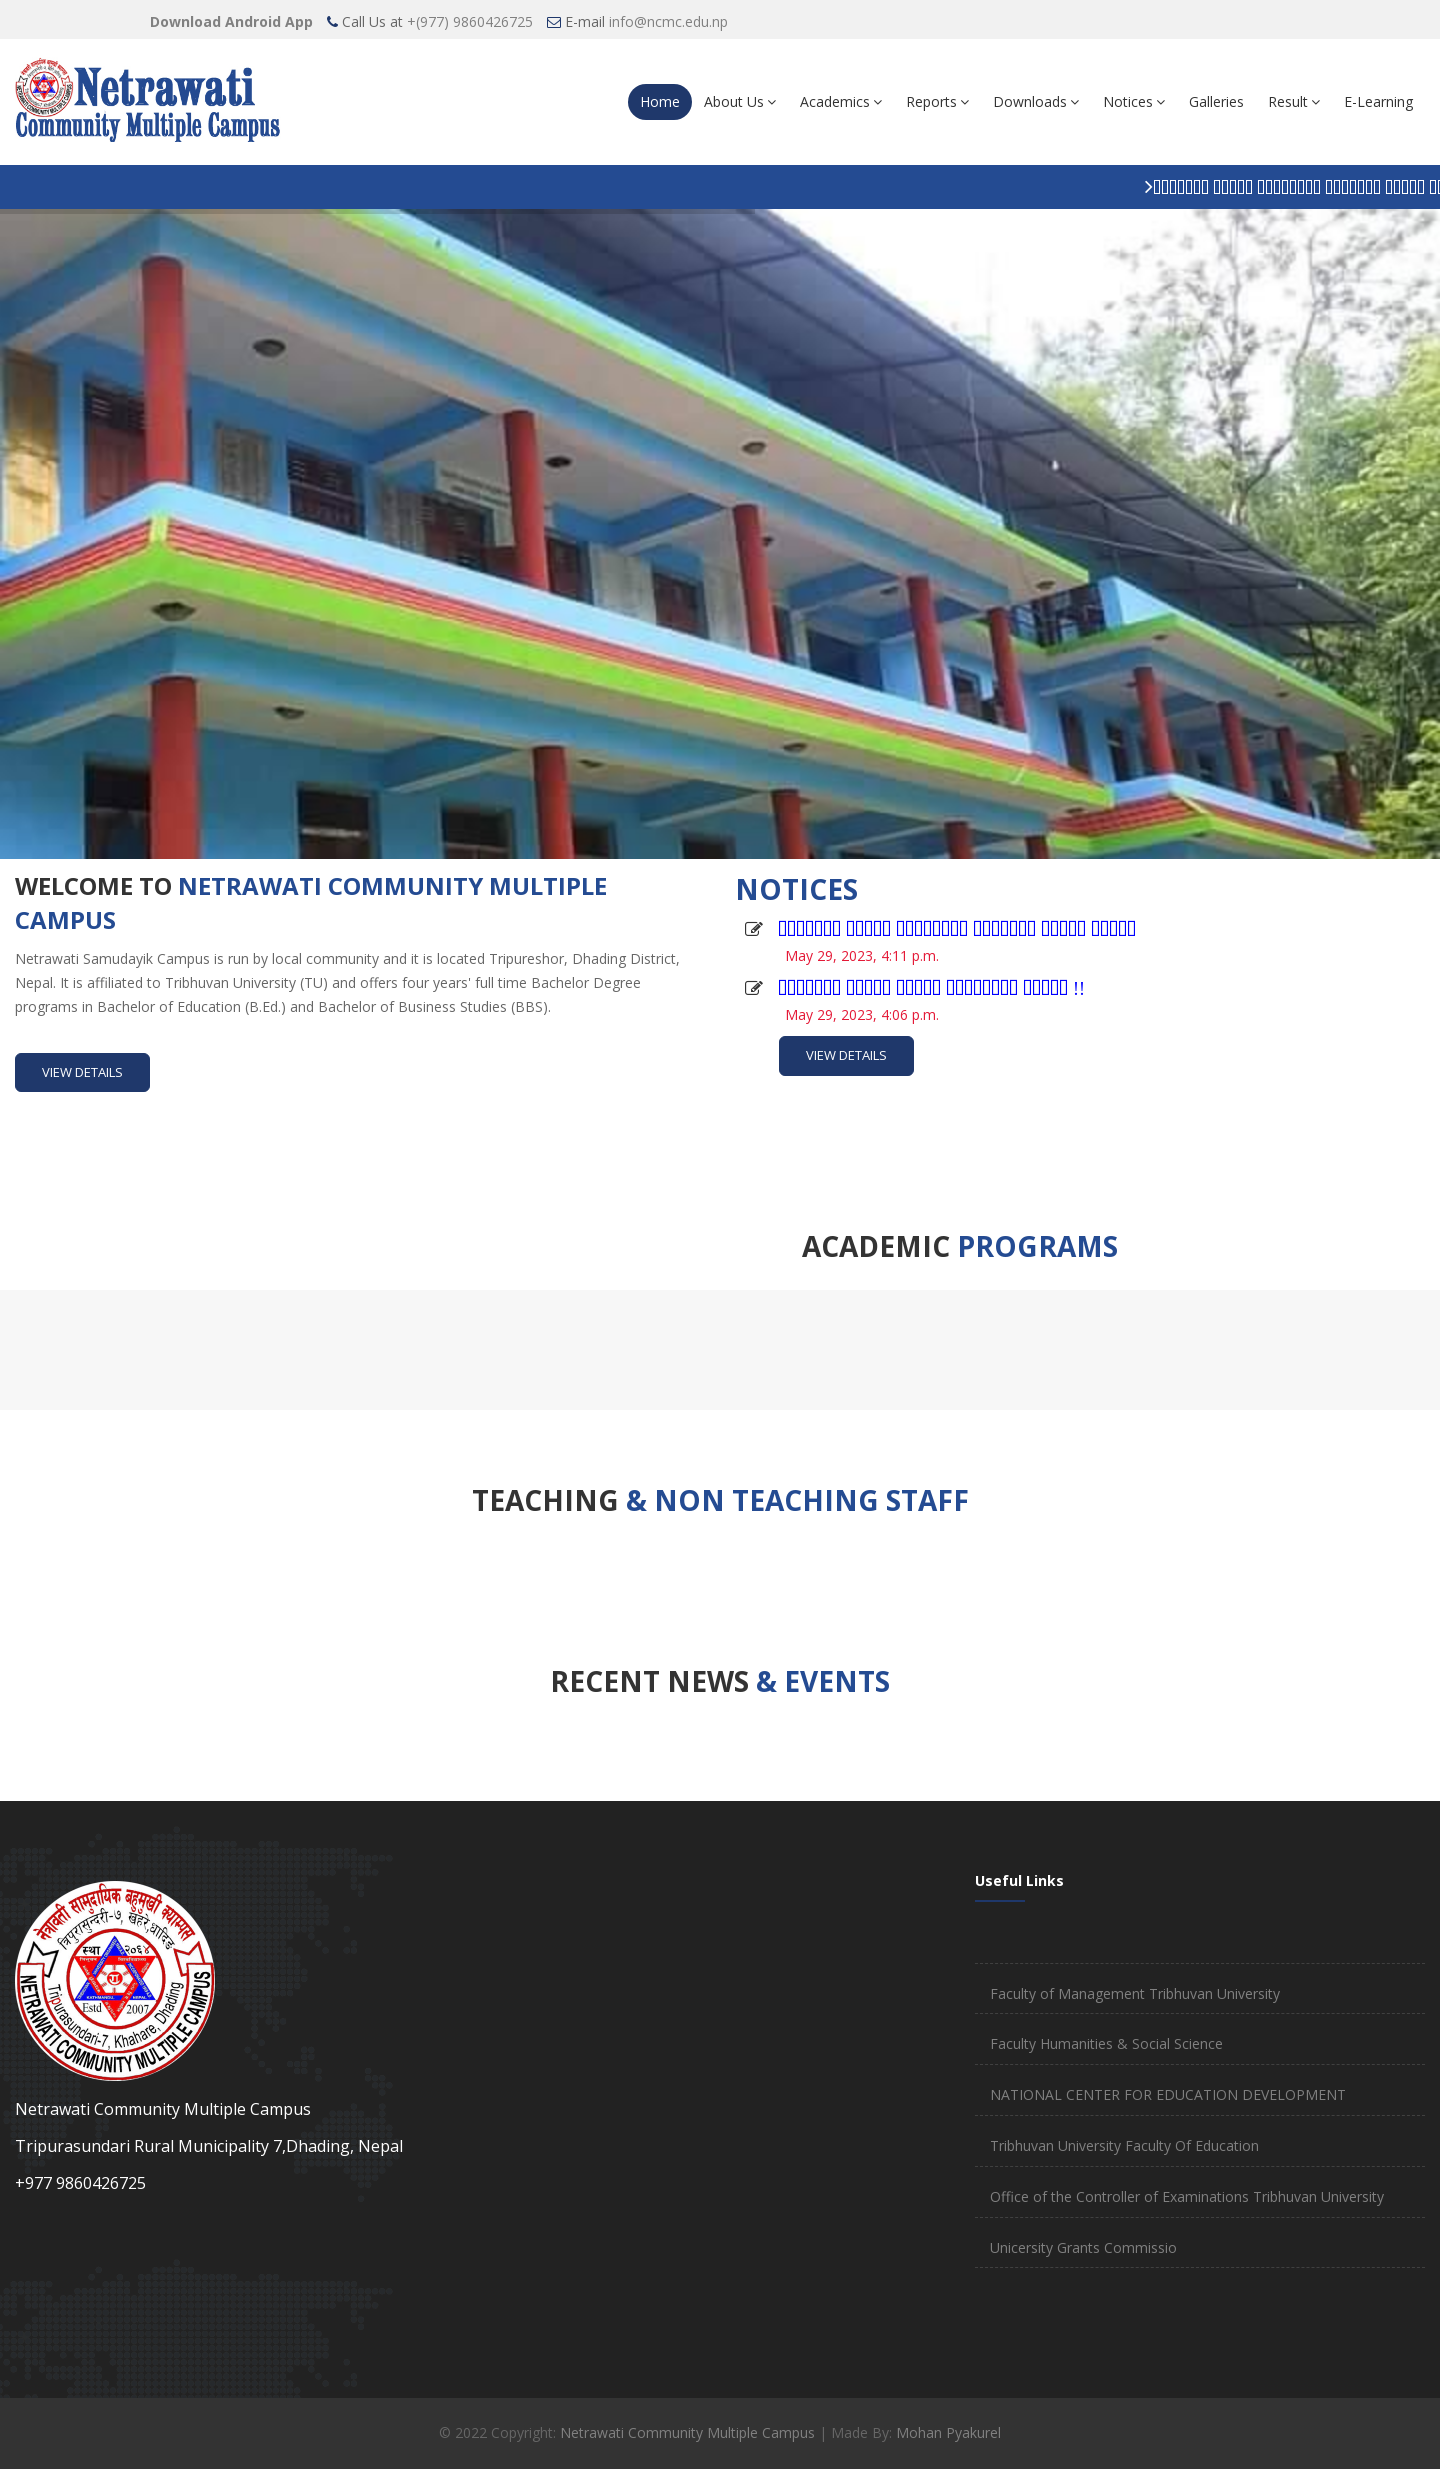 Download Android App Call Us at +(977) 9860426725 E-mail info@ncmc.edu.np
Netrawati
Community Multiple Campus
Home About Us Academics Reports Downloads Notices Galleries Result E-Learning
WELCOME TO NETRAWATI COMMUNITY MULTIPLE
CAMPUS
Netrawati Samudayik Campus is run by local community and it is located Tripureshor, Dhading District,
Nepal. It is affiliated to Tribhuvan University (TU) and offers four years' full time Bachelor Degree
programs in Bachelor of Education (B.Ed.) and Bachelor of Business Studies (BBS).
VIEW DETAILS
NOTICES
May 29, 2023, 4:11 p.m.
!!
May 29, 2023, 4:06 p.m.
VIEW DETAILS
ACADEMIC PROGRAMS
TEACHING & NON TEACHING STAFF
RECENT NEWS & EVENTS
नेत्रावती सामुदायिक बहुमुखी क्याम्पस
त्रिपुरासुन्दरी-७, खहरे, धादिङ
स्था २०६४
Estd 2007
Tripurasundari-7, Khahare, Dhading
NETRAWATI COMMUNITY MULTIPLE CAMPUS
Netrawati Community Multiple Campus
Tripurasundari Rural Municipality 7,Dhading, Nepal
+977 9860426725
Useful Links
Faculty of Management Tribhuvan University
Faculty Humanities & Social Science
NATIONAL CENTER FOR EDUCATION DEVELOPMENT
Tribhuvan University Faculty Of Education
Office of the Controller of Examinations Tribhuvan University
Unicersity Grants Commissio
© 2022 Copyright: Netrawati Community Multiple Campus | Made By: Mohan Pyakurel